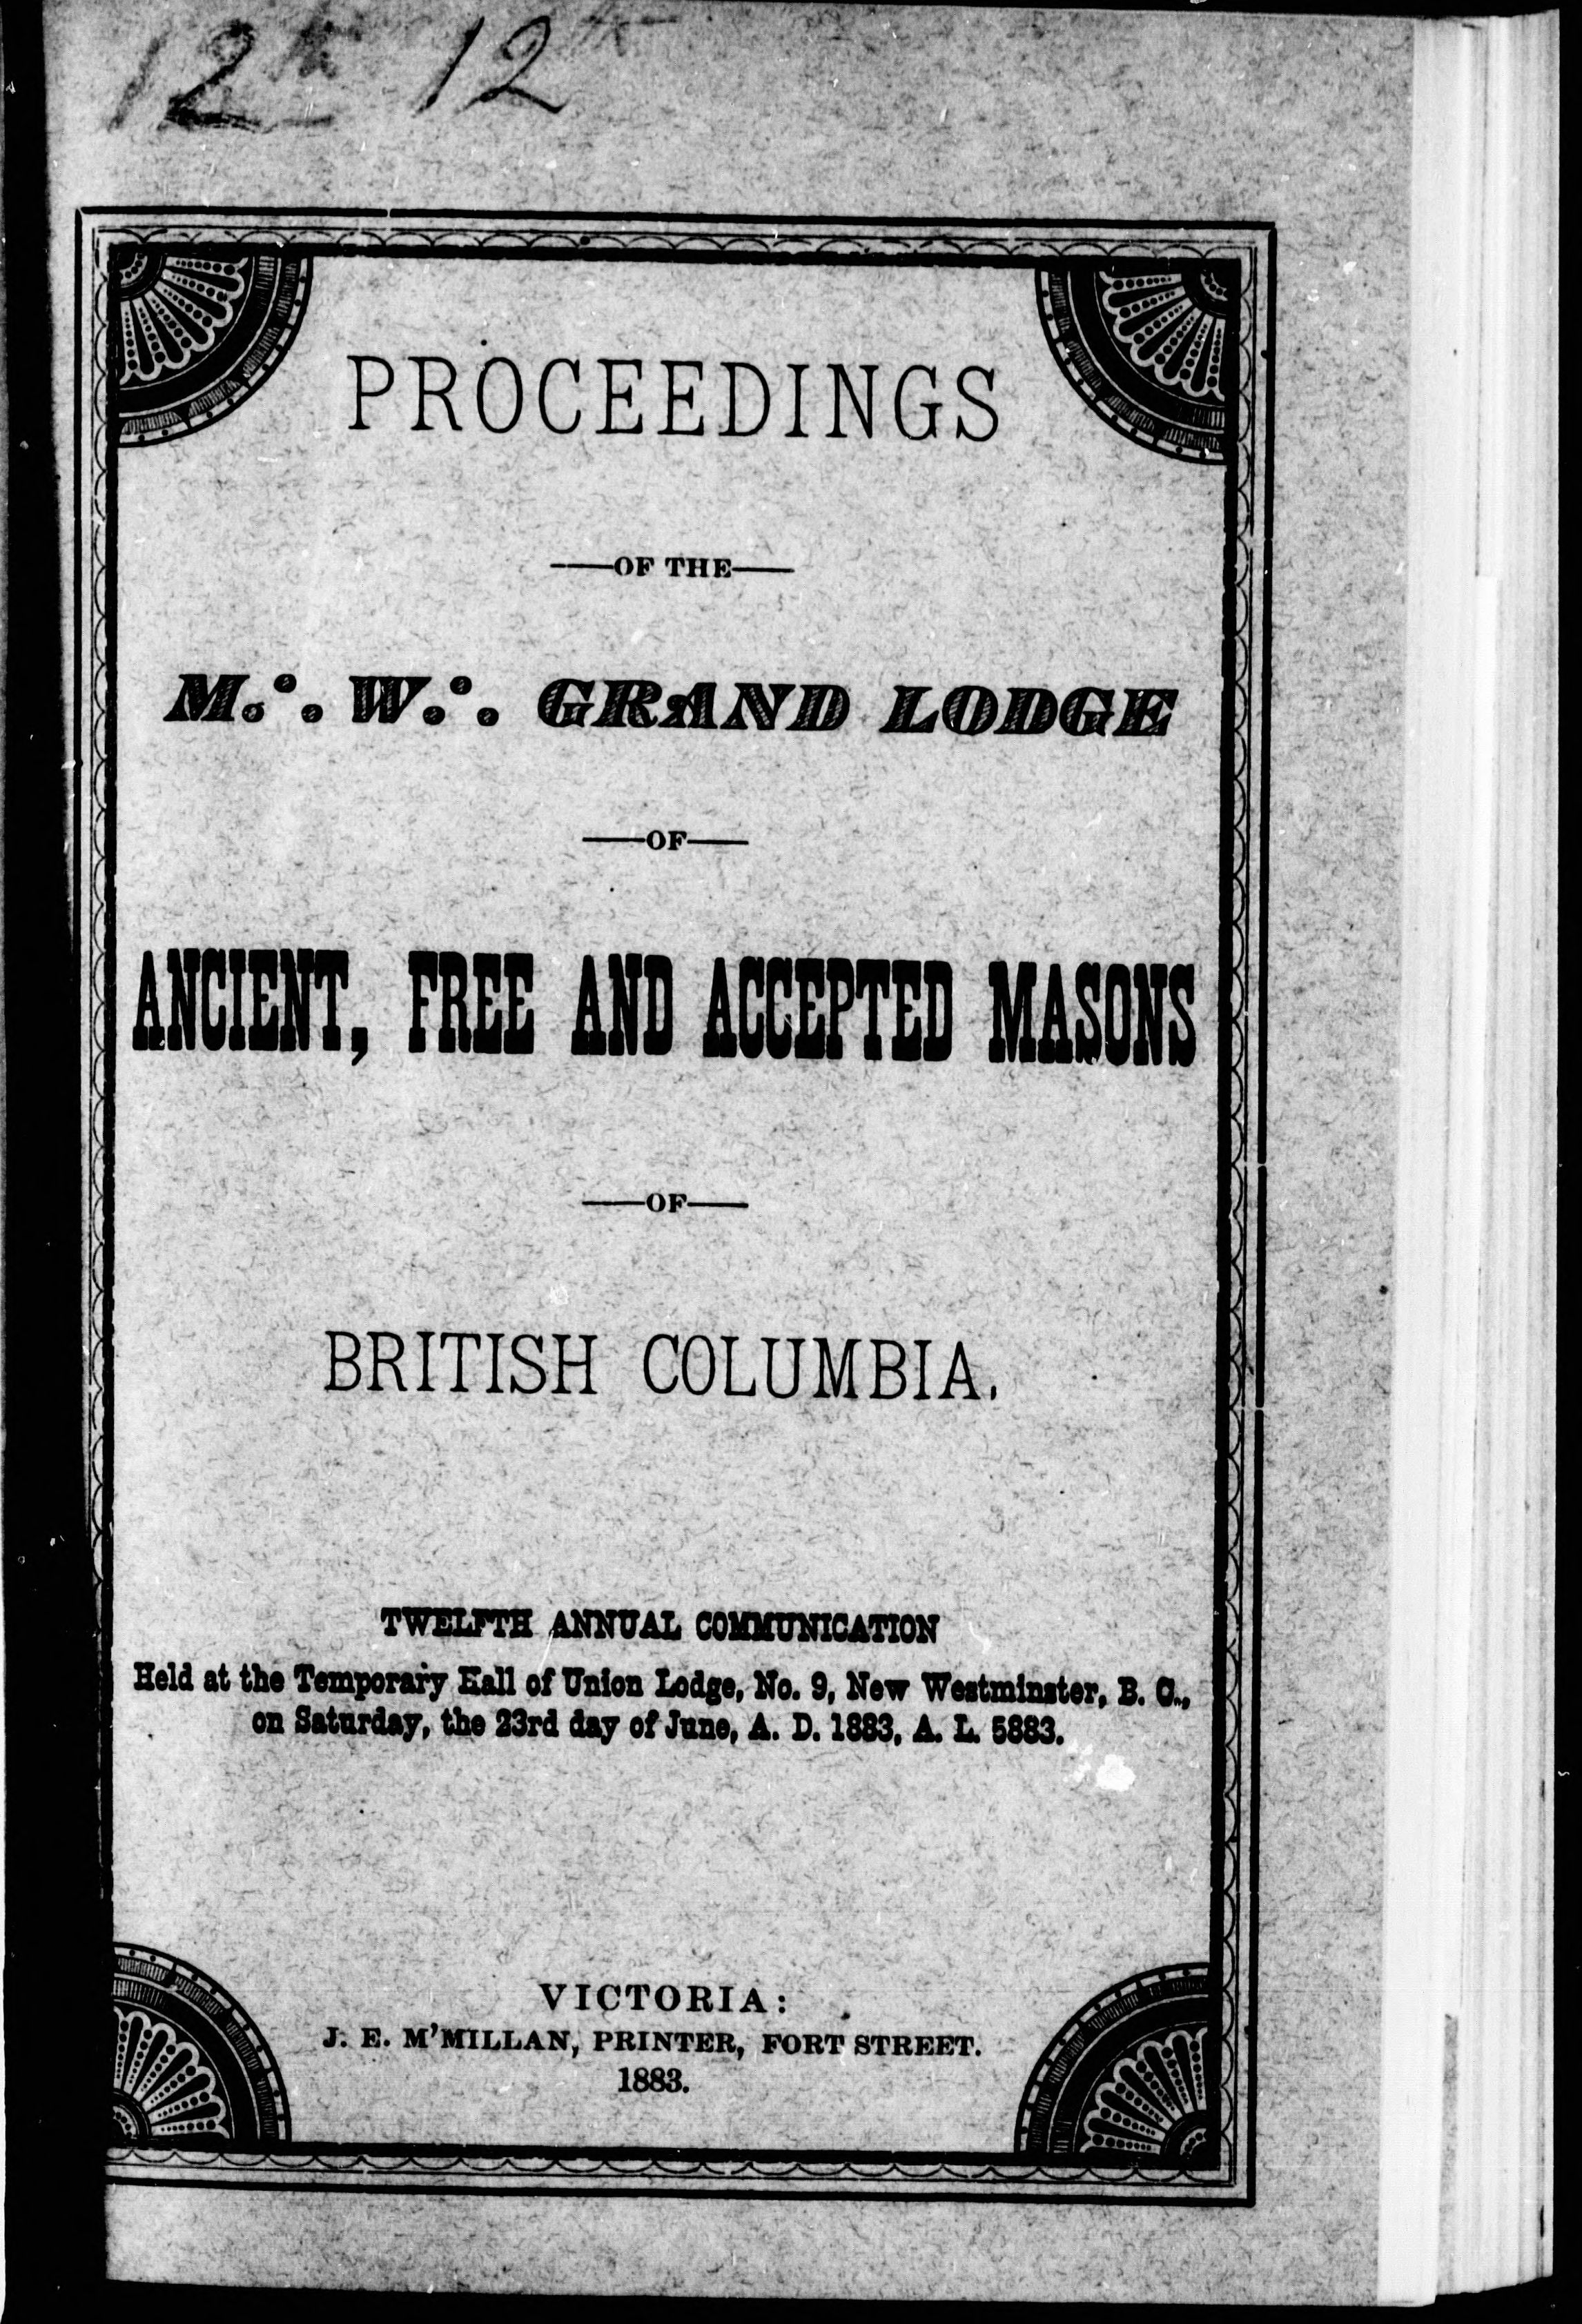 12th 12th
PROCEEDINGS
——OF THE——
M∴ W∴ GRAND LODGE
——OF——
ANCIENT, FREE AND ACCEPTED MASONS
——OF——
BRITISH COLUMBIA.
TWELFTH ANNUAL COMMUNICATION
Held at the Temporary Hall of Union Lodge, No. 9, New Westminster, B. C.,
on Saturday, the 23rd day of June, A. D. 1883, A. L. 5883.
VICTORIA:
J. E. M'MILLAN, PRINTER, FORT STREET.
1883.